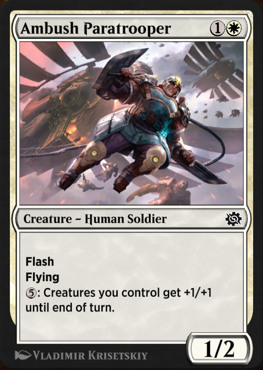 Ambush Paratrooper 1
Creature – Human Soldier
Flash
Flying
5: Creatures you control get +1/+1
until end of turn.
Vladimir Krisetskiy
1/2